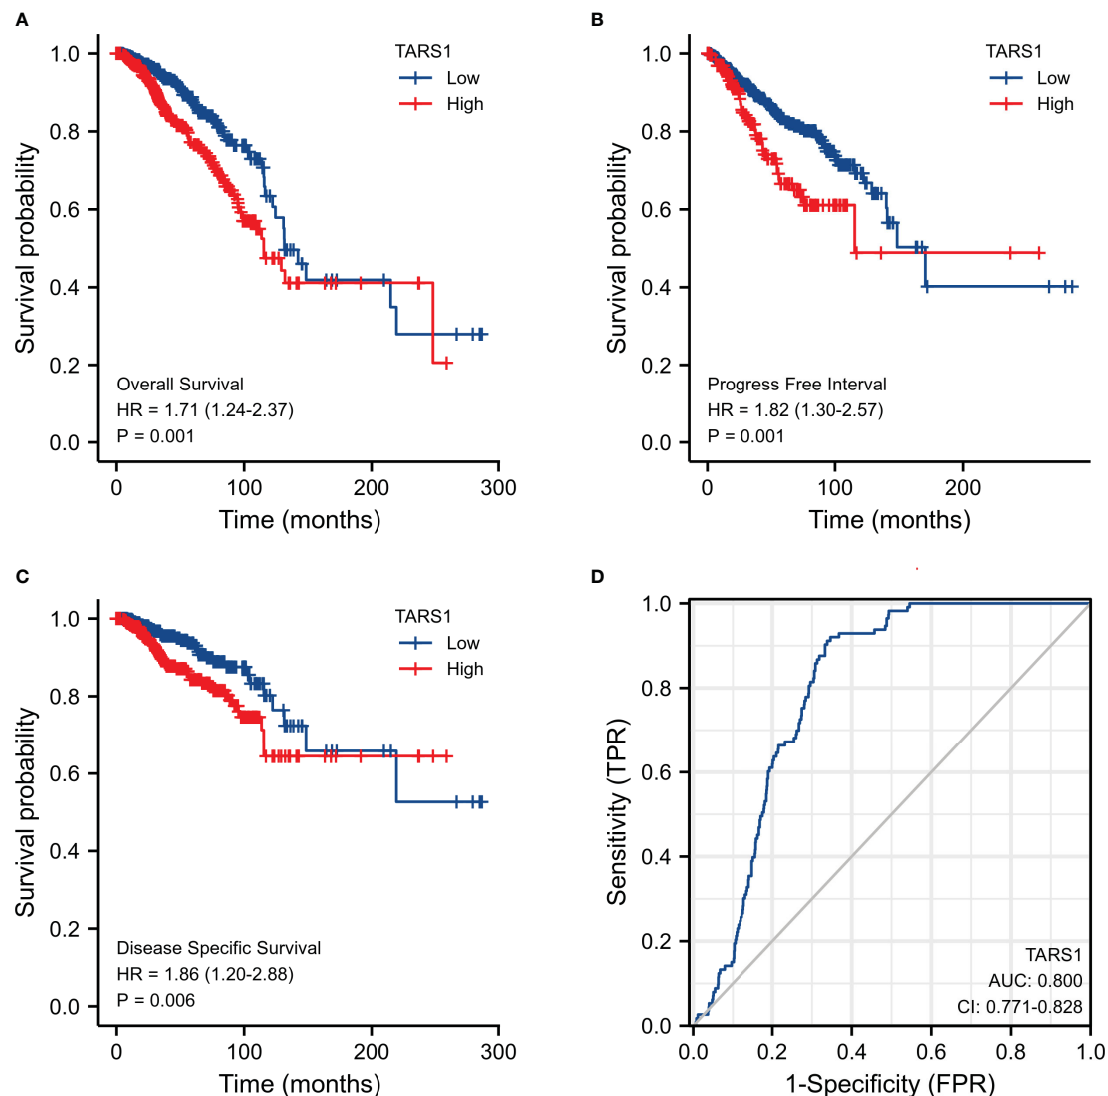 A
TARS1
Low
High
Survival probability
1.0
0.8
0.6
0.4
0.2
0.0
Overall Survival
HR = 1.71 (1.24-2.37)
P = 0.001
0 100 200 300
Time (months)
B
TARS1
Low
High
Survival probability
1.0
0.8
0.6
0.4
0.2
0.0
Progress Free Interval
HR = 1.82 (1.30-2.57)
P = 0.001
0 100 200
Time (months)
C
TARS1
Low
High
Survival probability
1.0
0.8
0.6
0.4
0.2
0.0
Disease Specific Survival
HR = 1.86 (1.20-2.88)
P = 0.006
0 100 200 300
Time (months)
D
Sensitivity (TPR)
1.0
0.8
0.6
0.4
0.2
0.0
TARS1
AUC: 0.800
CI: 0.771-0.828
0.0 0.2 0.4 0.6 0.8 1.0
1-Specificity (FPR)